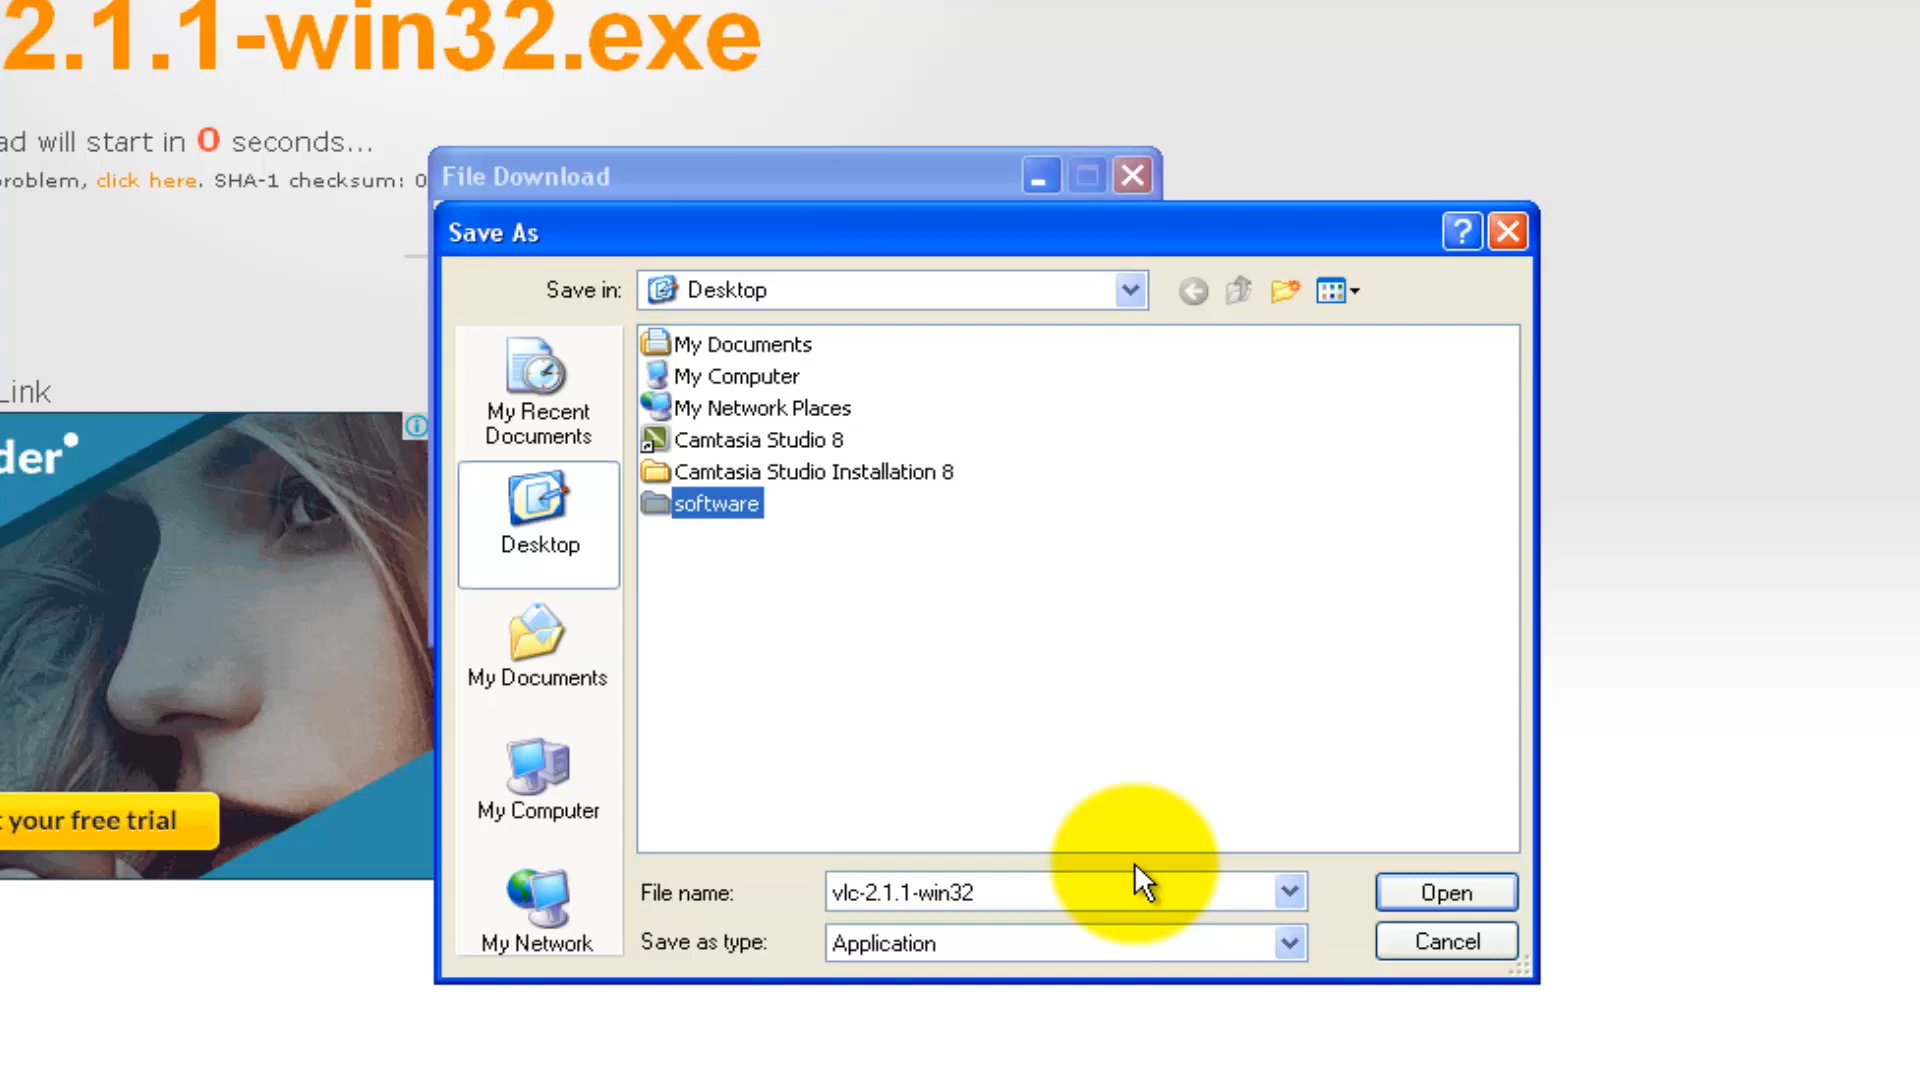 2.1.1-win32.exe
ad will start in 0 seconds...
roblem, click here. SHA-1 checksum: 0
File Download
Save As
Save in:
Desktop
My Documents
My Computer
My Network Places
Camtasia Studio 8
Camtasia Studio Installation 8
software
My Recent
Documents
Desktop
My Documents
My Computer
My Network
Link
der
your free trial
File name:
vlc-2.1.1-win32
Open
Save as type:
Application
Cancel